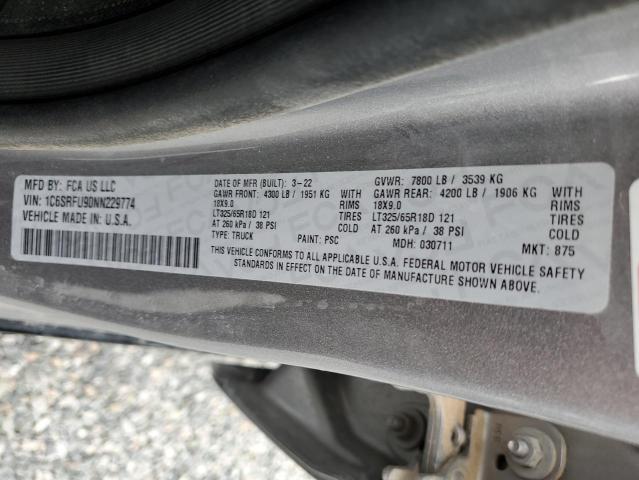 MFD BY: FCA US LLC
VIN: 1C6SRFU90NN229774
VEHICLE MADE IN: U.S.A.
DATE OF MFR (BUILT): 3-22
GAWR FRONT: 4300 LB / 1951 KG
18X9.0 RIMS
LT325/65R18D 121 TIRES
AT 260 kPa / 38 PSI COLD
TYPE: TRUCK PAINT: PSC
GVWR: 7800 LB / 3539 KG
GAWR REAR: 4200 LB / 1906 KG
18X9.0 RIMS
LT325/65R18D 121 TIRES
AT 260 kPa / 38 PSI COLD
MDH: 030711 MKT: 875
THIS VEHICLE CONFORMS TO ALL APPLICABLE U.S.A. FEDERAL MOTOR VEHICLE SAFETY
STANDARDS IN EFFECT ON THE DATE OF MANUFACTURE SHOWN ABOVE.